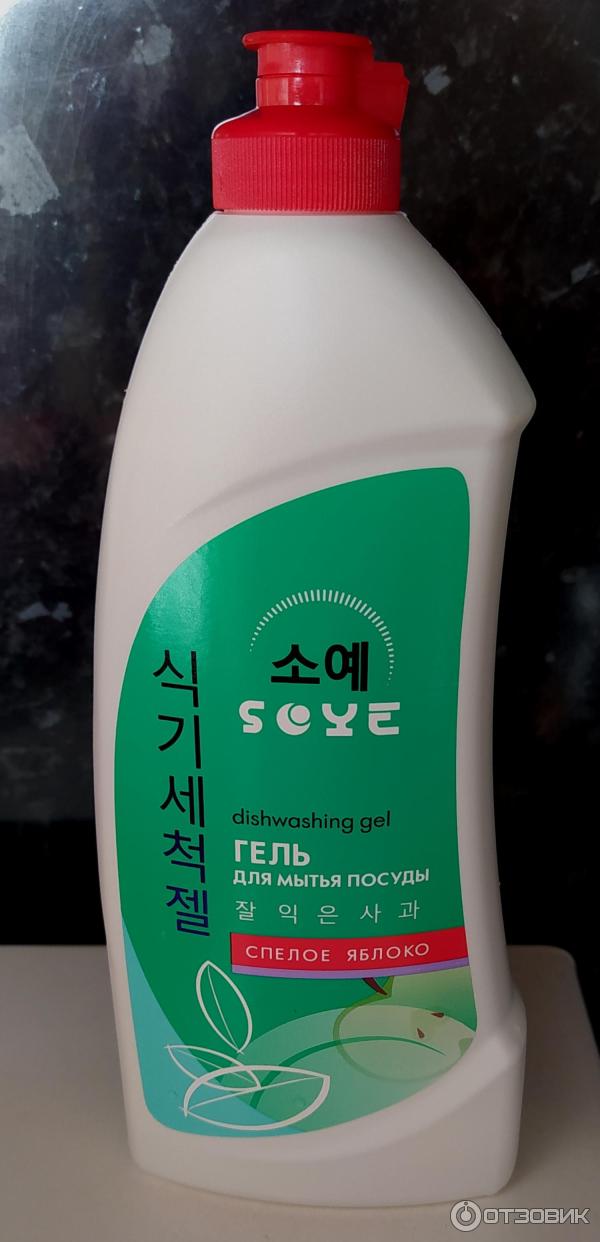 소예
SOYE
식기세척젤
dishwashing gel
ГЕЛЬ
ДЛЯ МЫТЬЯ ПОСУДЫ
잘 익은 사과
СПЕЛОЕ ЯБЛОКО
ОТЗОВИК